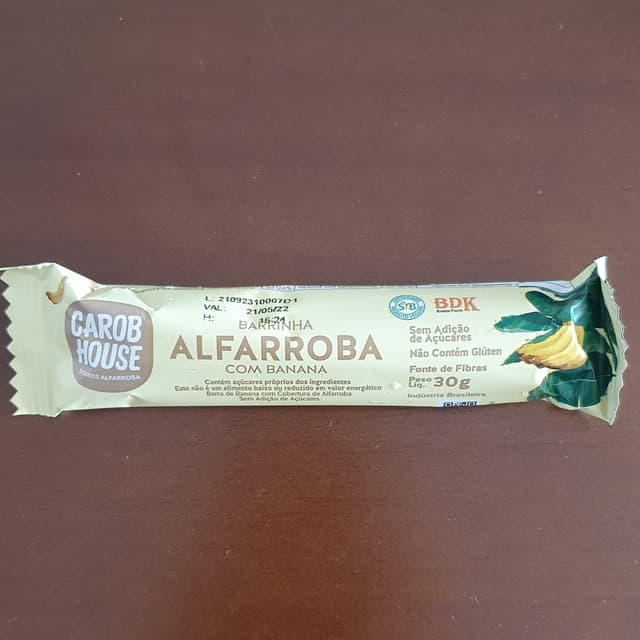 CAROB
HOUSE
SOMOS ALFARROBA
L: 21092310007D1
VAL: 21/05/22
H: 15:24
BARRINHA
ALFARROBA
COM BANANA
Contém açúcares próprios dos ingredientes
Este não é um alimento baixo ou reduzido em valor energético
Barra de Banana com Cobertura de Alfarroba
Sem Adição de Açúcares
SVB
BDK
Sem Adição
de Açúcares
Não Contém Glúten
Fonte de Fibras
Peso
Líq. 30g
Indústria Brasileira